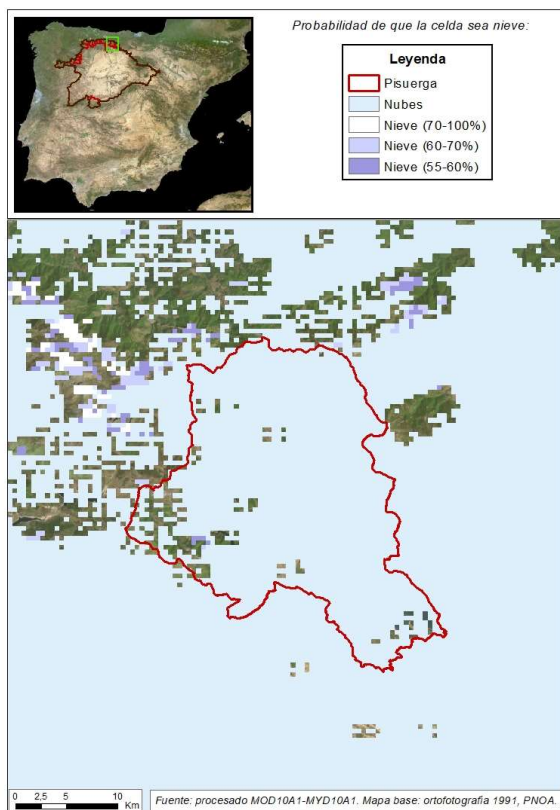 Probabilidad de que la celda sea nieve:
Leyenda
Pisuerga
Nubes
Nieve (70-100%)
Nieve (60-70%)
Nieve (55-60%)
0 2,5 5 10
Km
Fuente: procesado MOD10A1-MYD10A1. Mapa base: ortofotografía 1991, PNOA